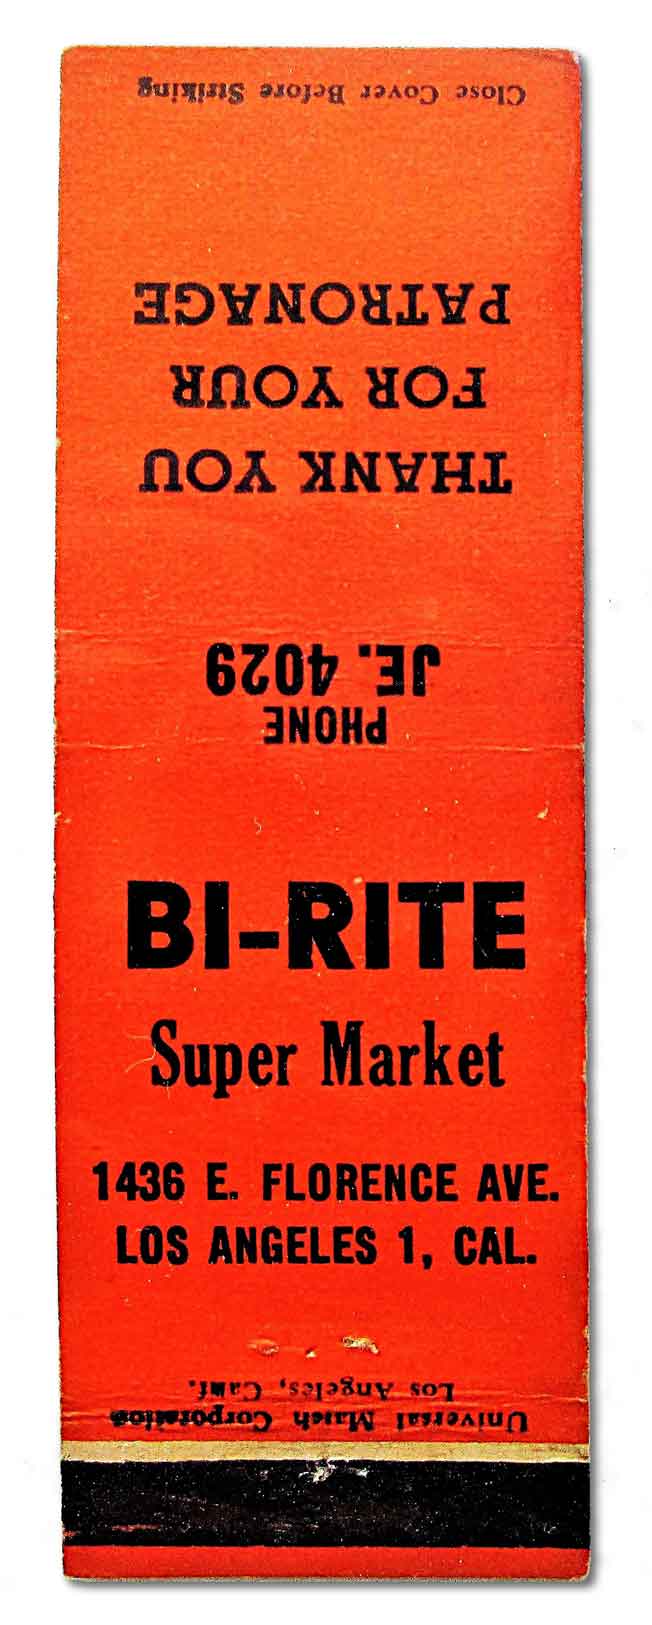 Close Cover Before Striking
THANK YOU
FOR YOUR
PATRONAGE
PHONE
JE. 4029
BI-RITE
Super Market
1436 E. FLORENCE AVE.
LOS ANGELES 1, CAL.
Universal Match Corporation
Los Angeles, Calif.